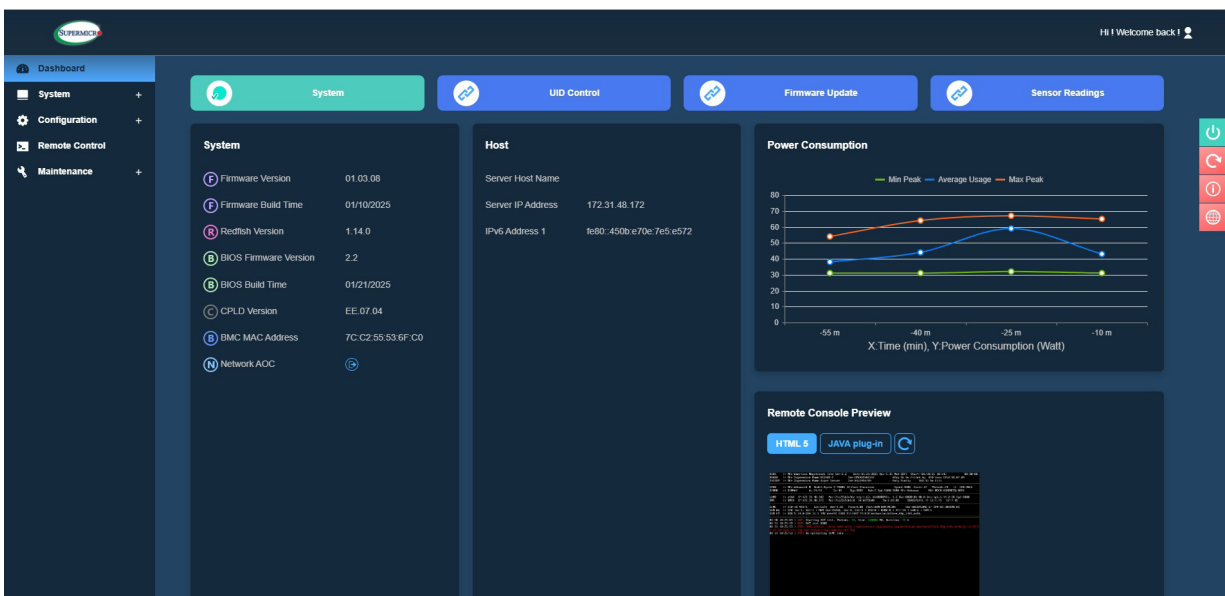 SUPERMICRO
Hi ! Welcome back !
Dashboard
System +
Configuration +
Remote Control
Maintenance +
System
UID Control
Firmware Update
Sensor Readings
System
F Firmware Version 01.03.08
F Firmware Build Time 01/10/2025
R Redfish Version 1.14.0
B BIOS Firmware Version 2.2
B BIOS Build Time 01/21/2025
C CPLD Version EE.07.04
B BMC MAC Address 7C:C2:55:53:6F:C0
N Network AOC
Host
Server Host Name
Server IP Address 172.31.48.172
IPv6 Address 1 fe80::450b:e70e:7e5:e572
Power Consumption
Min Peak Average Usage Max Peak
80
70
60
50
40
30
20
10
0
-55 m -40 m -25 m -10 m
X:Time (min), Y:Power Consumption (Watt)
Remote Console Preview
HTML 5 JAVA plug-in